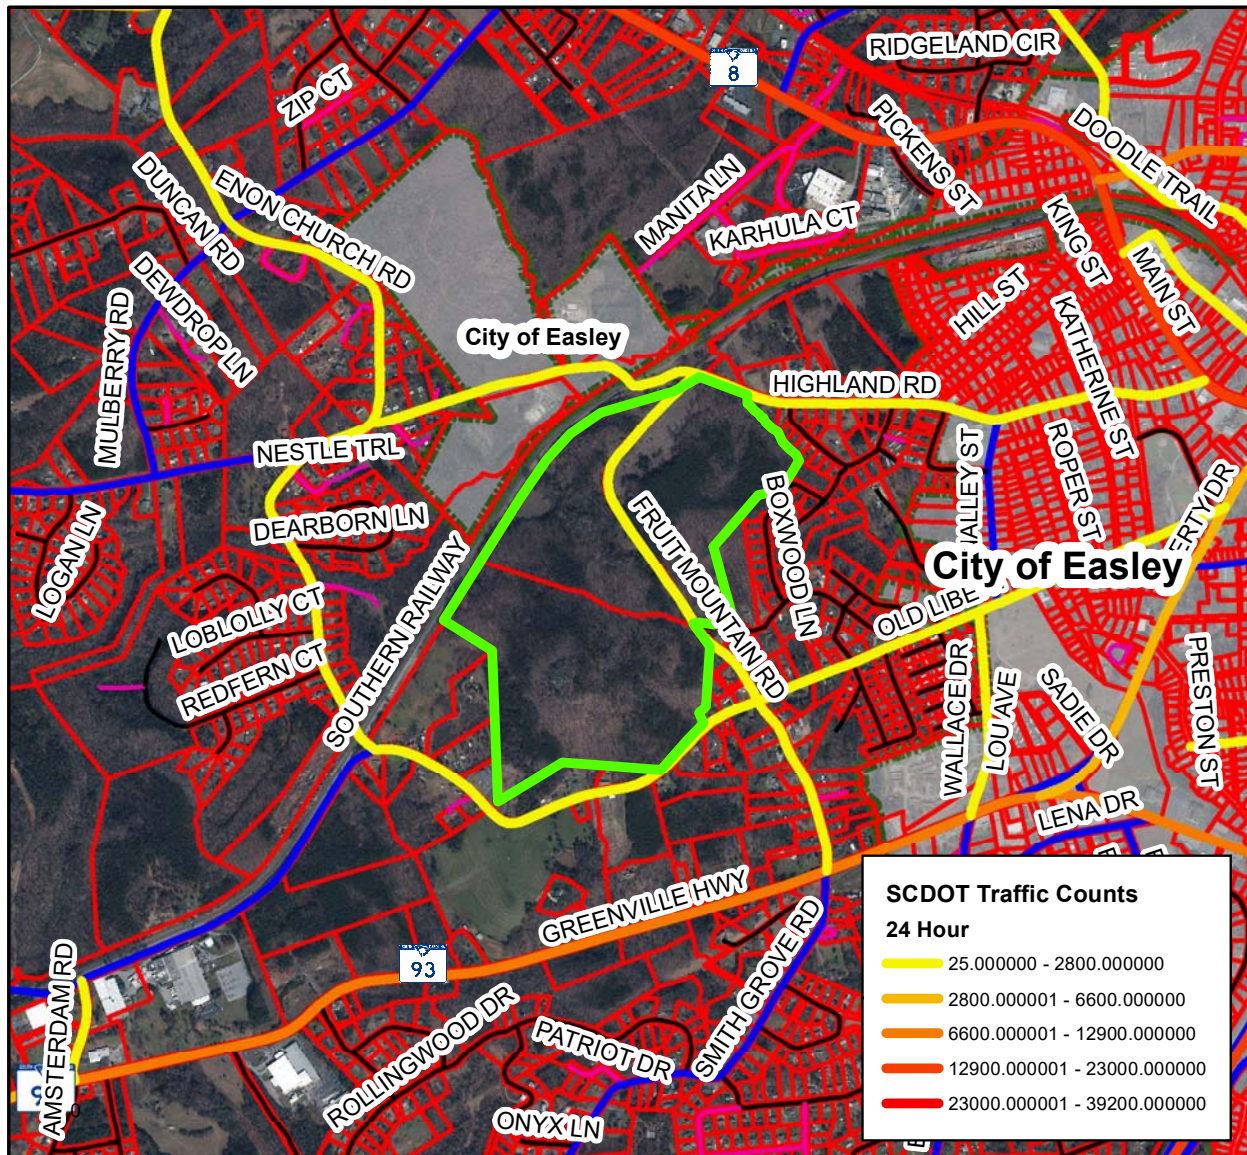 RIDGELAND CIR
8
ZIP CT
PICKENS ST
DOODLE TRAIL
DUNCAN RD
ENON CHURCH RD
MANITA LN
KARHULA CT
KING ST
MAIN ST
DEWDROP LN
MULBERRY RD
HILL ST
KATHERINE ST
City of Easley
HIGHLAND RD
NESTLE TRL
ROPER ST
BOXWOOD LN
FRUIT MOUNTAIN RD
DEARBORN LN
LOGAN LN
SOUTHERN RAILWAY
City of Easley
LOBLOLLY CT
REDFERN CT
WALLACE DR
LOU AVE
SADIE DR
PRESTON ST
LENA DR
GREENVILLE HWY
93
SMITH GROVE RD
AMSTERDAM RD
ROLLINGWOOD DR
PATRIOT DR
ONYX LN
SCDOT Traffic Counts
24 Hour
25.000000 - 2800.000000
2800.000001 - 6600.000000
6600.000001 - 12900.000000
12900.000001 - 23000.000000
23000.000001 - 39200.000000